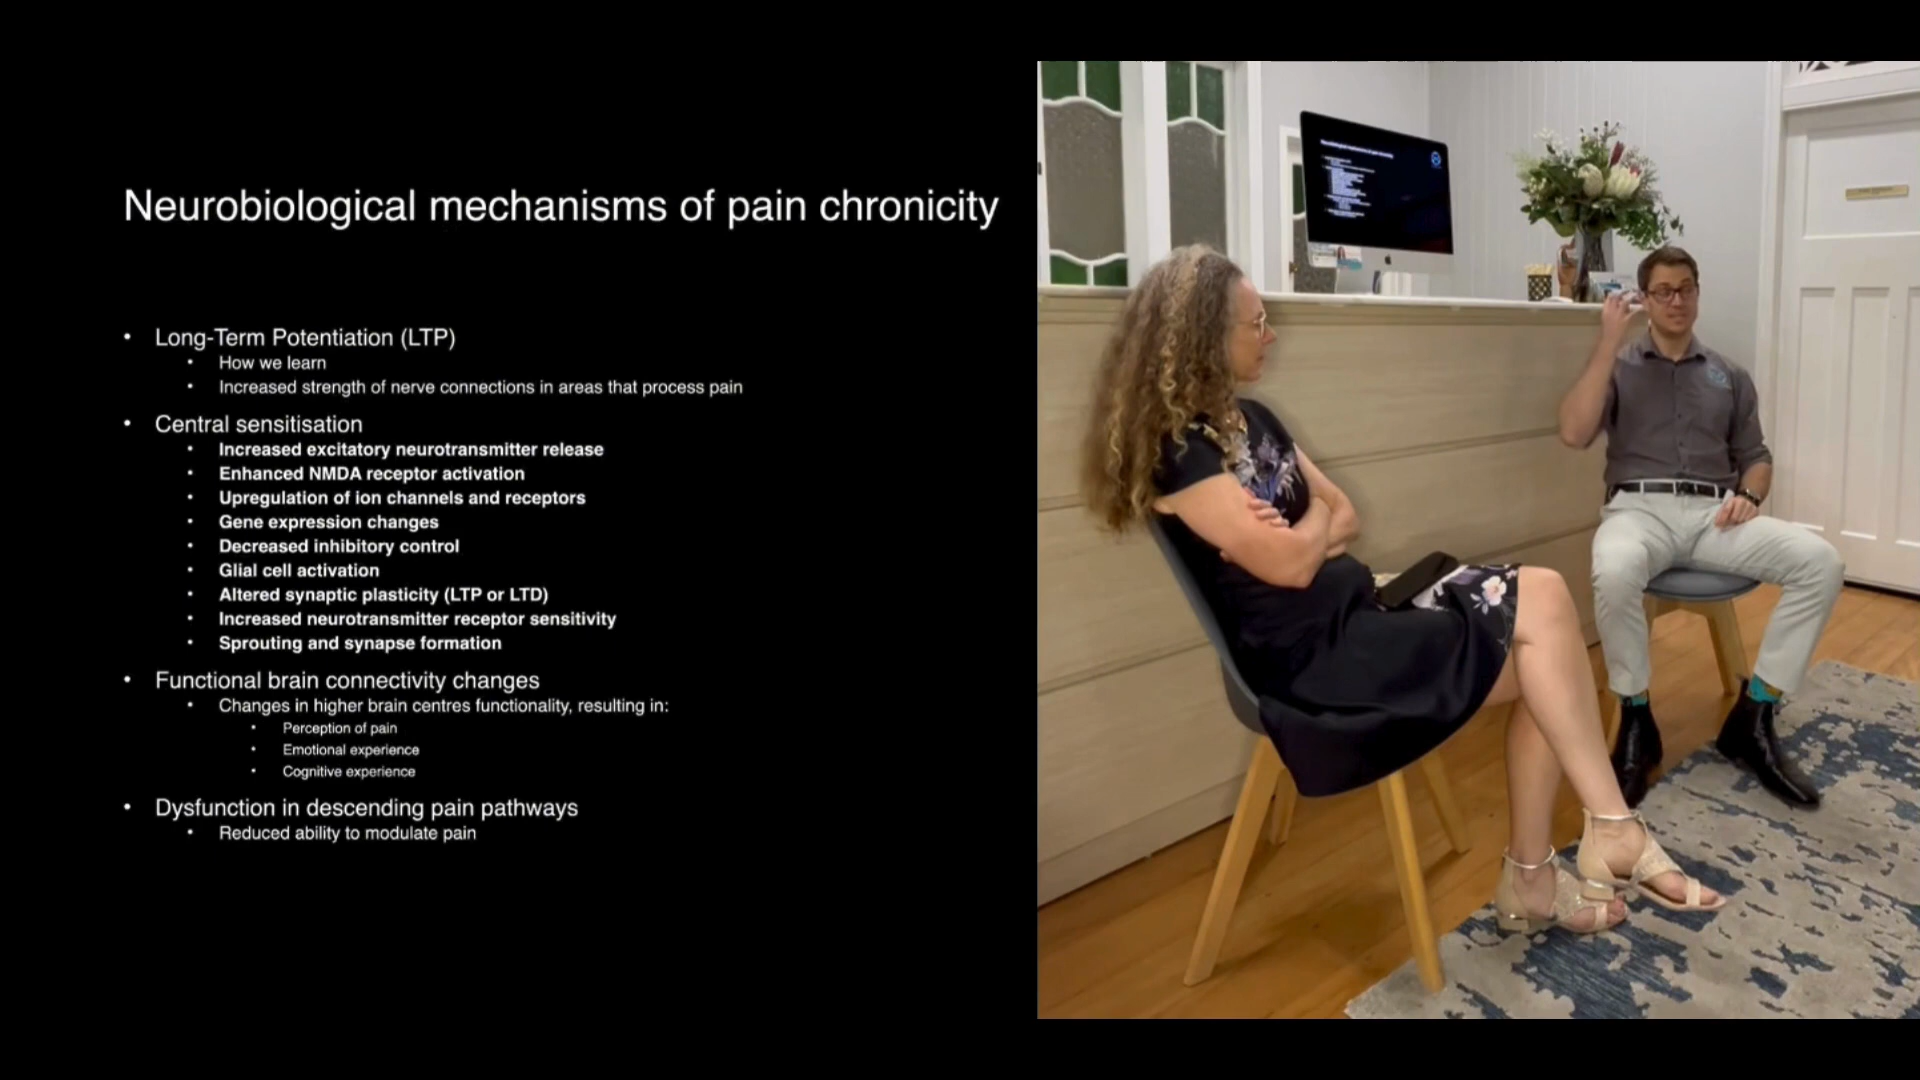 Neurobiological mechanisms of pain chronicity
• Long-Term Potentiation (LTP)
• How we learn
• Increased strength of nerve connections in areas that process pain
• Central sensitisation
• Increased excitatory neurotransmitter release
• Enhanced NMDA receptor activation
• Upregulation of ion channels and receptors
• Gene expression changes
• Decreased inhibitory control
• Glial cell activation
• Altered synaptic plasticity (LTP or LTD)
• Increased neurotransmitter receptor sensitivity
• Sprouting and synapse formation
• Functional brain connectivity changes
• Changes in higher brain centres functionality, resulting in:
• Perception of pain
• Emotional experience
• Cognitive experience
• Dysfunction in descending pain pathways
• Reduced ability to modulate pain